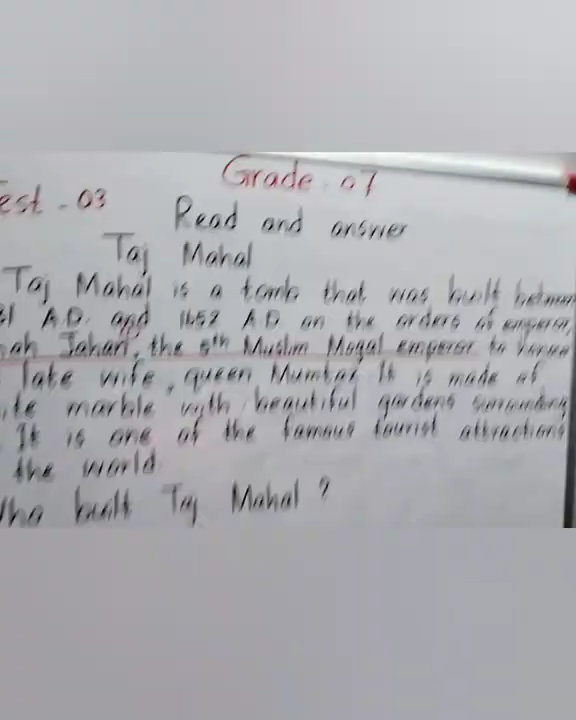 Grade - 07
est - 03
Read and answer
Taj Mahal
Taj Mahal is a tomb that was built between
A.D. and 1652 A.D. on the orders of emperor,
ah Jahan, the 5th Muslim Mogal emperor to
late wife, queen Mumtaz. It is made of
ite marble with beautiful gardens surrounding
It is one of the famous tourist attractions
the world
Who built Taj Mahal ?